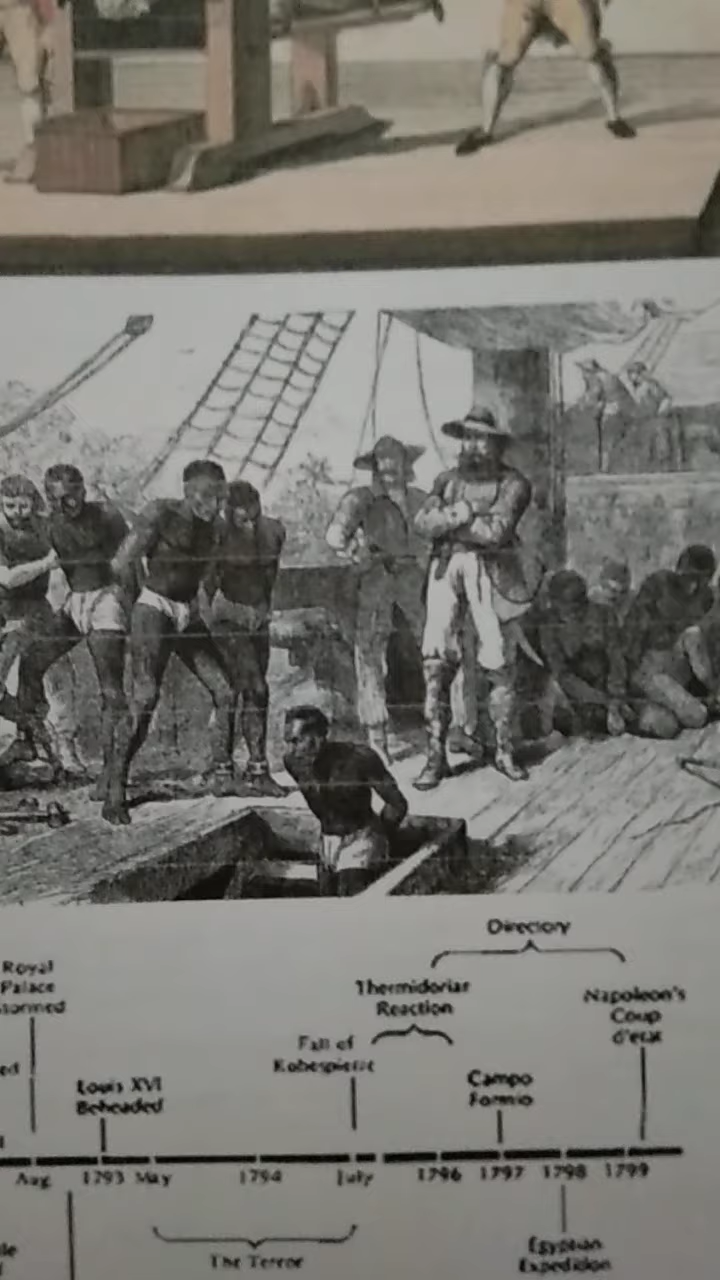 Directory
Royal
Palace
Thermidorian
Reaction
Napoleon's
Coup
d'etat
Fall of
Robespierre
Louis XVI
Beheaded
Campo
Formio
Aug. 1793 May 1794 July 1796 1797 1798 1799
The Terror
Egyptian
Expedition